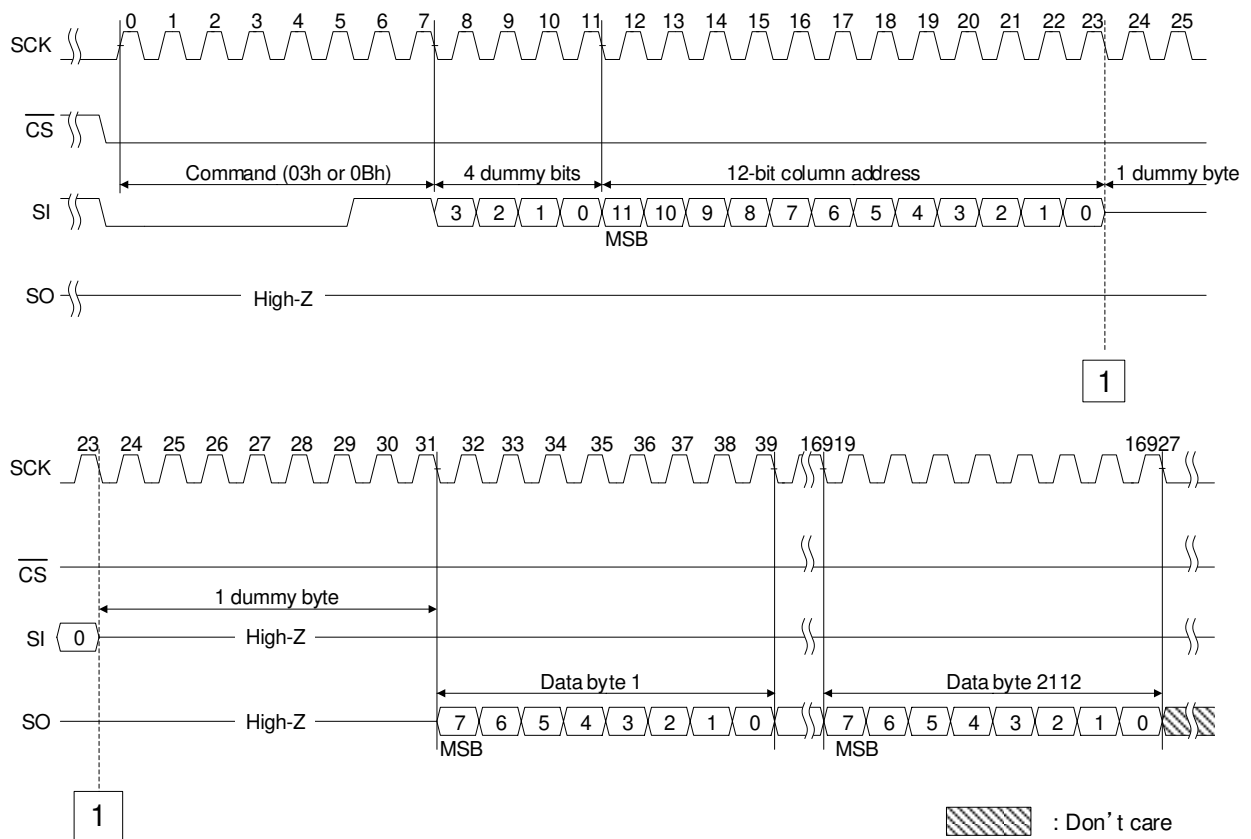 0 1 2 3 4 5 6 7 8 9 10 11 12 13 14 15 16 17 18 19 20 21 22 23 24 25
SCK
CS
Command (03h or 0Bh) 4 dummy bits 12-bit column address 1 dummy byte
SI 3 2 1 0 11 10 9 8 7 6 5 4 3 2 1 0
MSB
SO High-Z
1
23 24 25 26 27 28 29 30 31 32 33 34 35 36 37 38 39 16919 16927
SCK
CS
1 dummy byte
SI 0 High-Z
Data byte 1 Data byte 2112
SO High-Z 7 6 5 4 3 2 1 0 7 6 5 4 3 2 1 0
MSB MSB
1
: Don't care